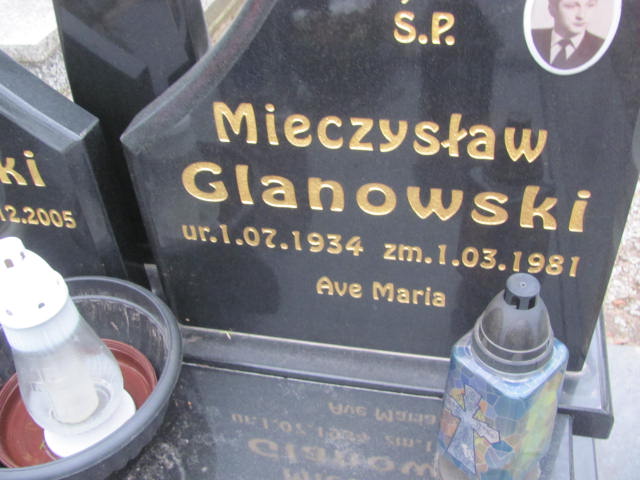 Ś.P.
Mieczysław
Glanowski
ur.1.07.1934 zm.1.03.1981
Ave Maria
ki
12.2005